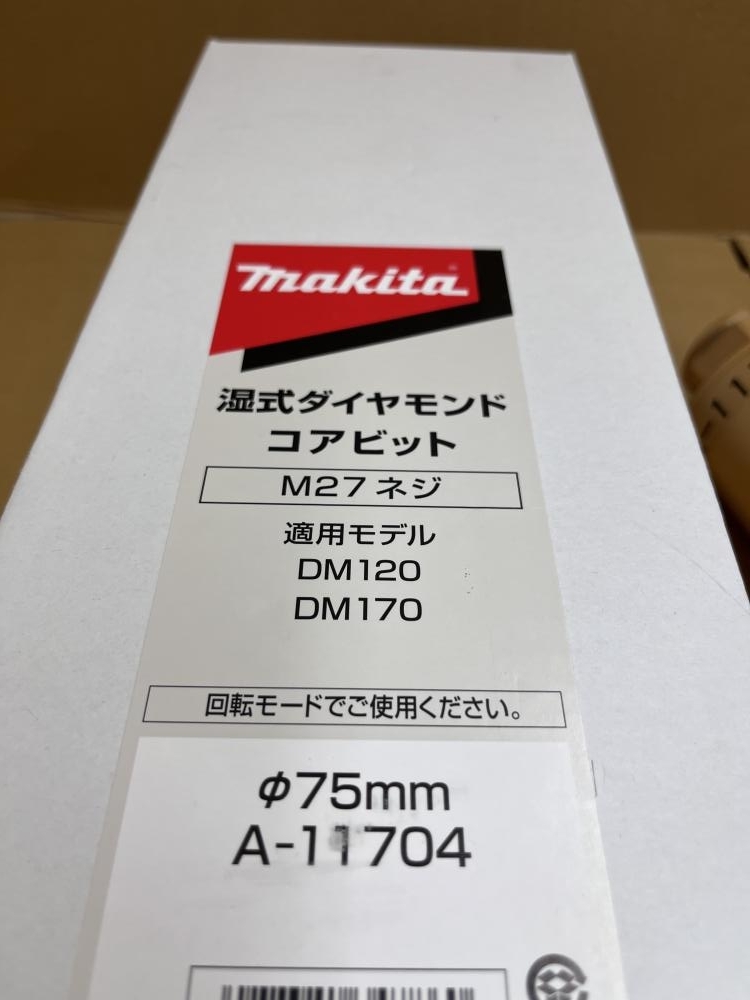 makita
湿式ダイヤモンド
コアビット
M27 ネジ
適用モデル
DM120
DM170
回転モードでご使用ください。
φ75mm
A-11704